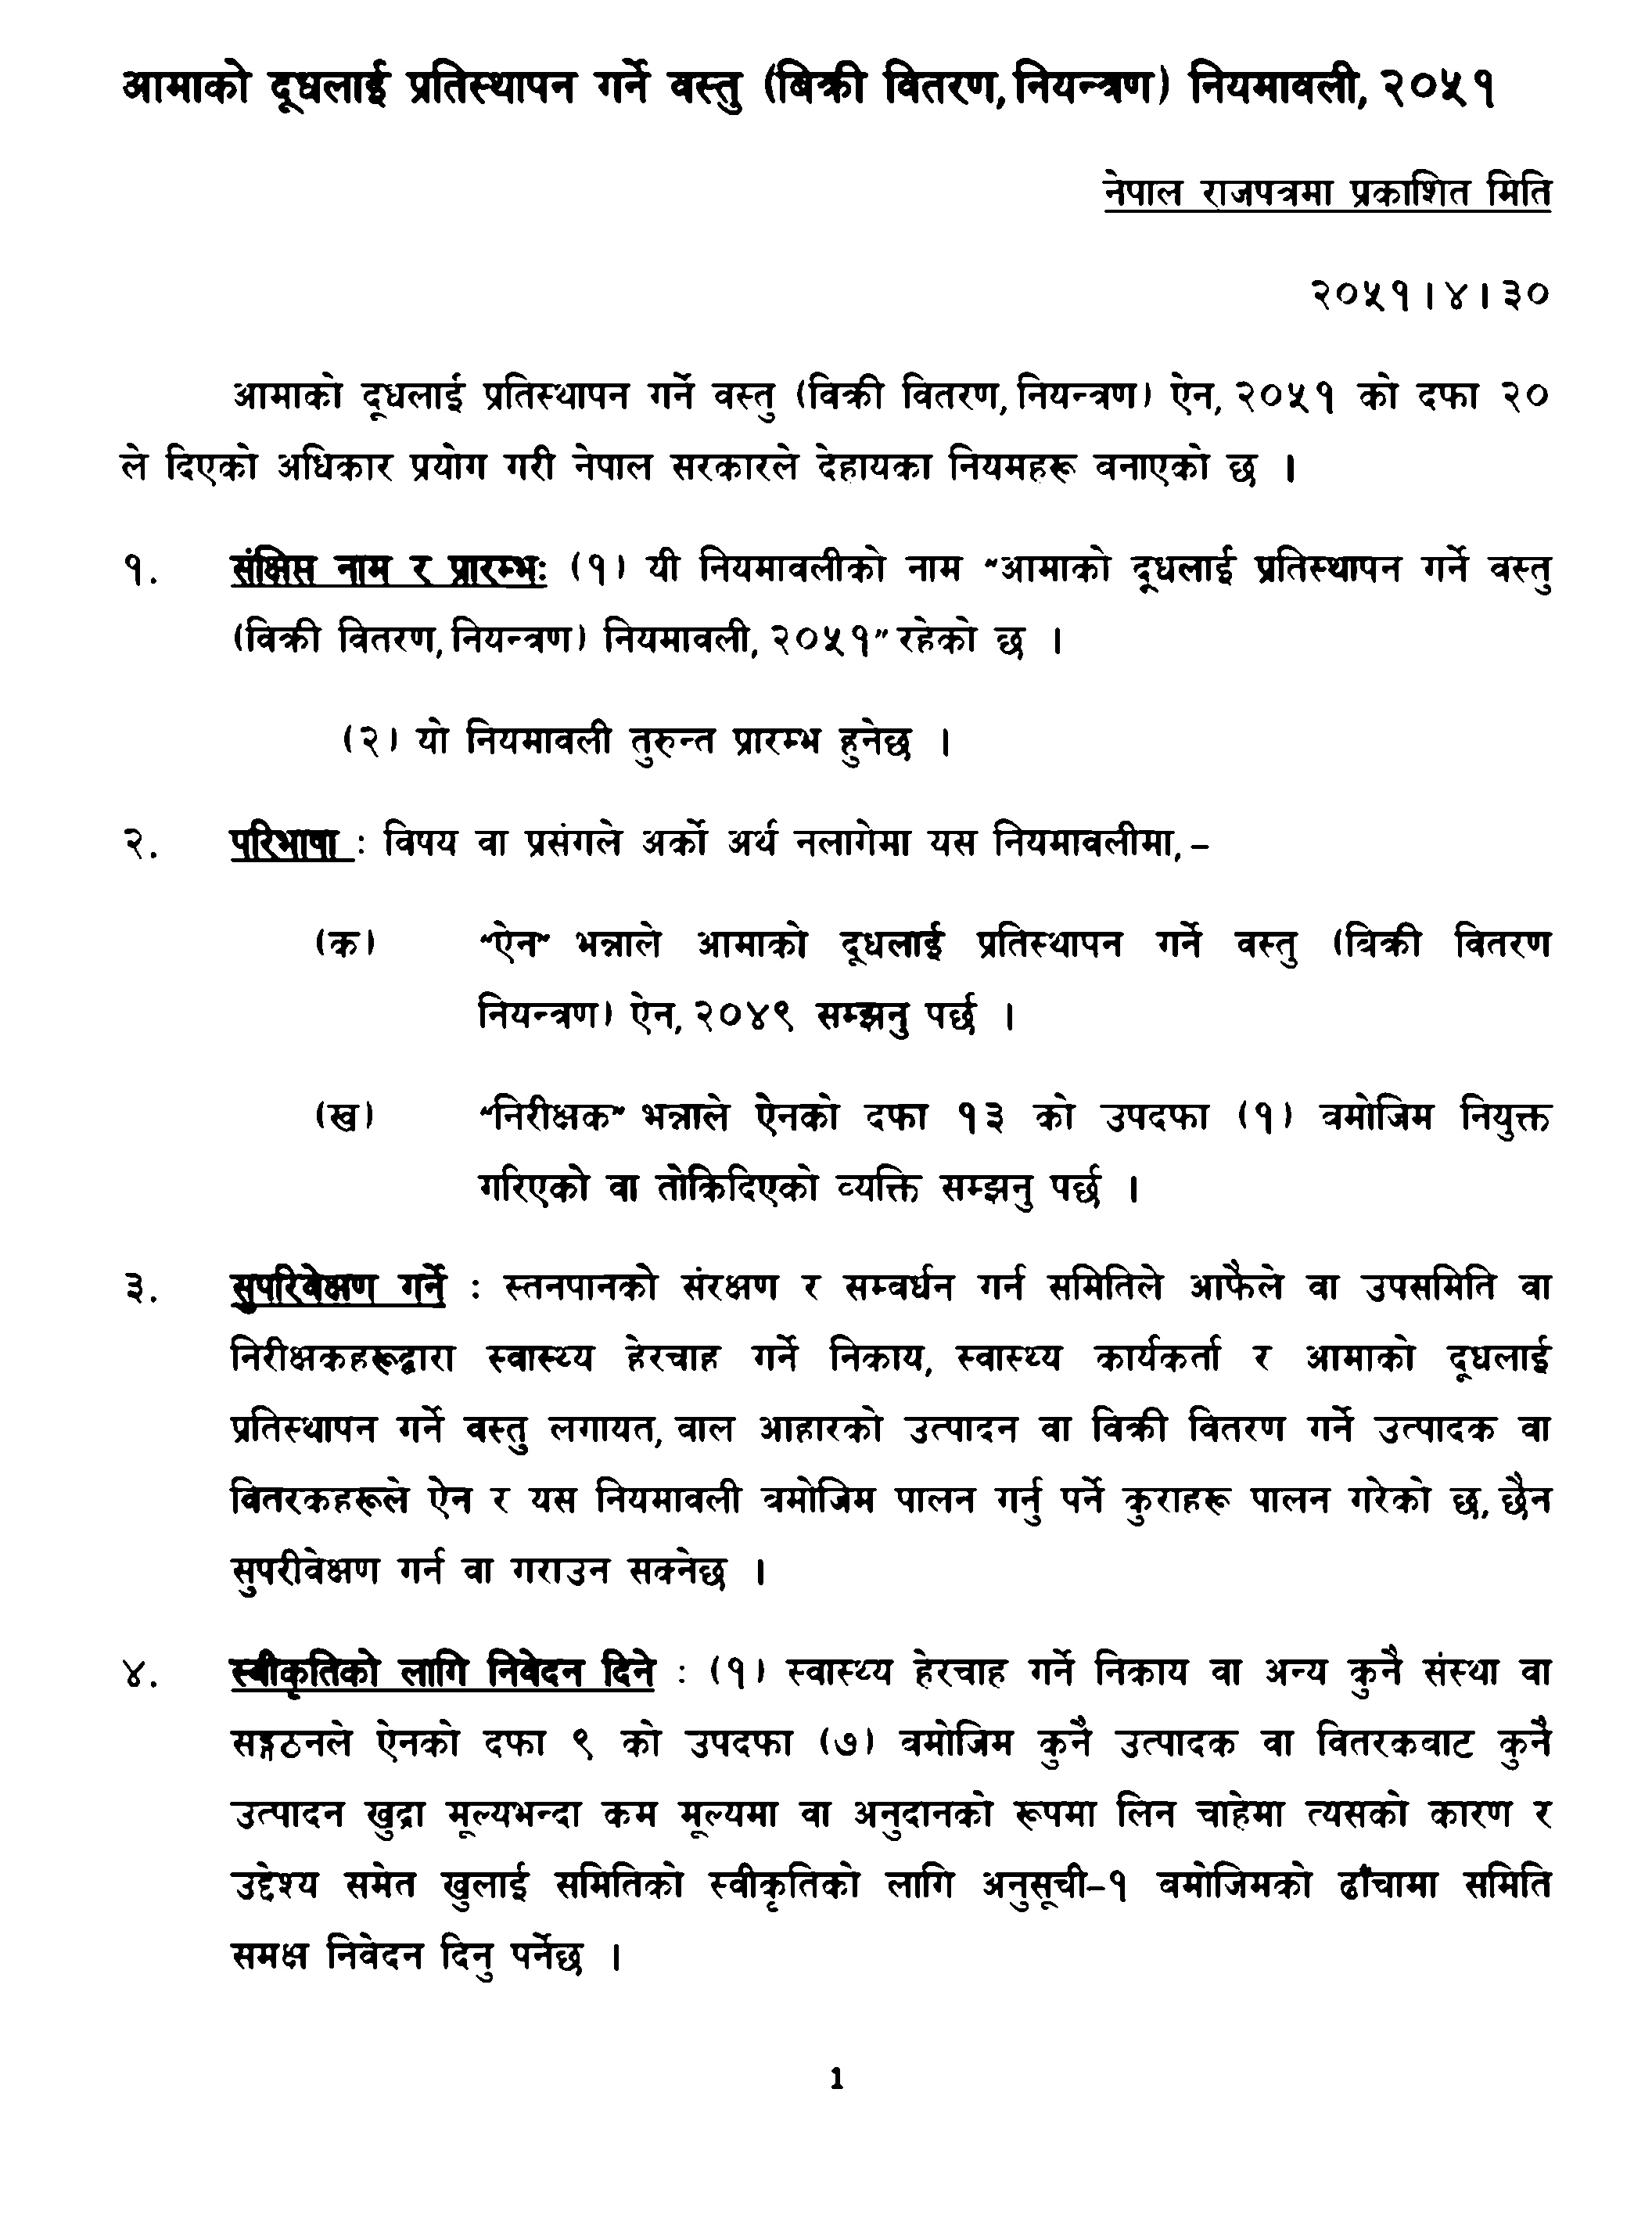 आमाको दूधलाई प्रतिस्थापन गर्ने वस्तु (बिक्री वितरण, नियन्त्रण) नियमावली, २०५१
नेपाल राजपत्रमा प्रकाशित मिति
२०५१।४।३०
आमाको दूधलाई प्रतिस्थापन गर्ने वस्तु (बिक्री वितरण, नियन्त्रण) ऐन, २०५१ को दफा २०
ले दिएको अधिकार प्रयोग गरी नेपाल सरकारले देहायका नियमहरू बनाएको छ ।
१. संक्षिप्त नाम र प्रारम्भः (१) यी नियमावलीको नाम "आमाको दूधलाई प्रतिस्थापन गर्ने वस्तु
(बिक्री वितरण, नियन्त्रण) नियमावली, २०५१" रहेको छ ।
(२) यो नियमावली तुरुन्त प्रारम्भ हुनेछ ।
२. परिभाषा : विषय वा प्रसंगले अर्को अर्थ नलागेमा यस नियमावलीमा,–
(क) "ऐन" भन्नाले आमाको दूधलाई प्रतिस्थापन गर्ने वस्तु (बिक्री वितरण
नियन्त्रण) ऐन, २०४९ सम्झनु पर्छ ।
(ख) "निरीक्षक" भन्नाले ऐनको दफा १३ को उपदफा (१) बमोजिम नियुक्त
गरिएको वा तोकिदिएको व्यक्ति सम्झनु पर्छ ।
३. सुपरिवेक्षण गर्ने : स्तनपानको संरक्षण र सम्वर्धन गर्न समितिले आफैले वा उपसमिति वा
निरीक्षकहरूद्वारा स्वास्थ्य हेरचाह गर्ने निकाय, स्वास्थ्य कार्यकर्ता र आमाको दूधलाई
प्रतिस्थापन गर्ने वस्तु लगायत, बाल आहारको उत्पादन वा बिक्री वितरण गर्ने उत्पादक वा
वितरकहरूले ऐन र यस नियमावली बमोजिम पालन गर्नु पर्ने कुराहरू पालन गरेको छ, छैन
सुपरीवेक्षण गर्न वा गराउन सक्नेछ ।
४. स्वीकृतिको लागि निवेदन दिने : (१) स्वास्थ्य हेरचाह गर्ने निकाय वा अन्य कुनै संस्था वा
सङ्गठनले ऐनको दफा ९ को उपदफा (७) बमोजिम कुनै उत्पादक वा वितरकबाट कुनै
उत्पादन खुद्रा मूल्यभन्दा कम मूल्यमा वा अनुदानको रूपमा लिन चाहेमा त्यसको कारण र
उद्देश्य समेत खुलाई समितिको स्वीकृतिको लागि अनुसूची–१ बमोजिमको ढाँचामा समिति
समक्ष निवेदन दिनु पर्नेछ ।
1